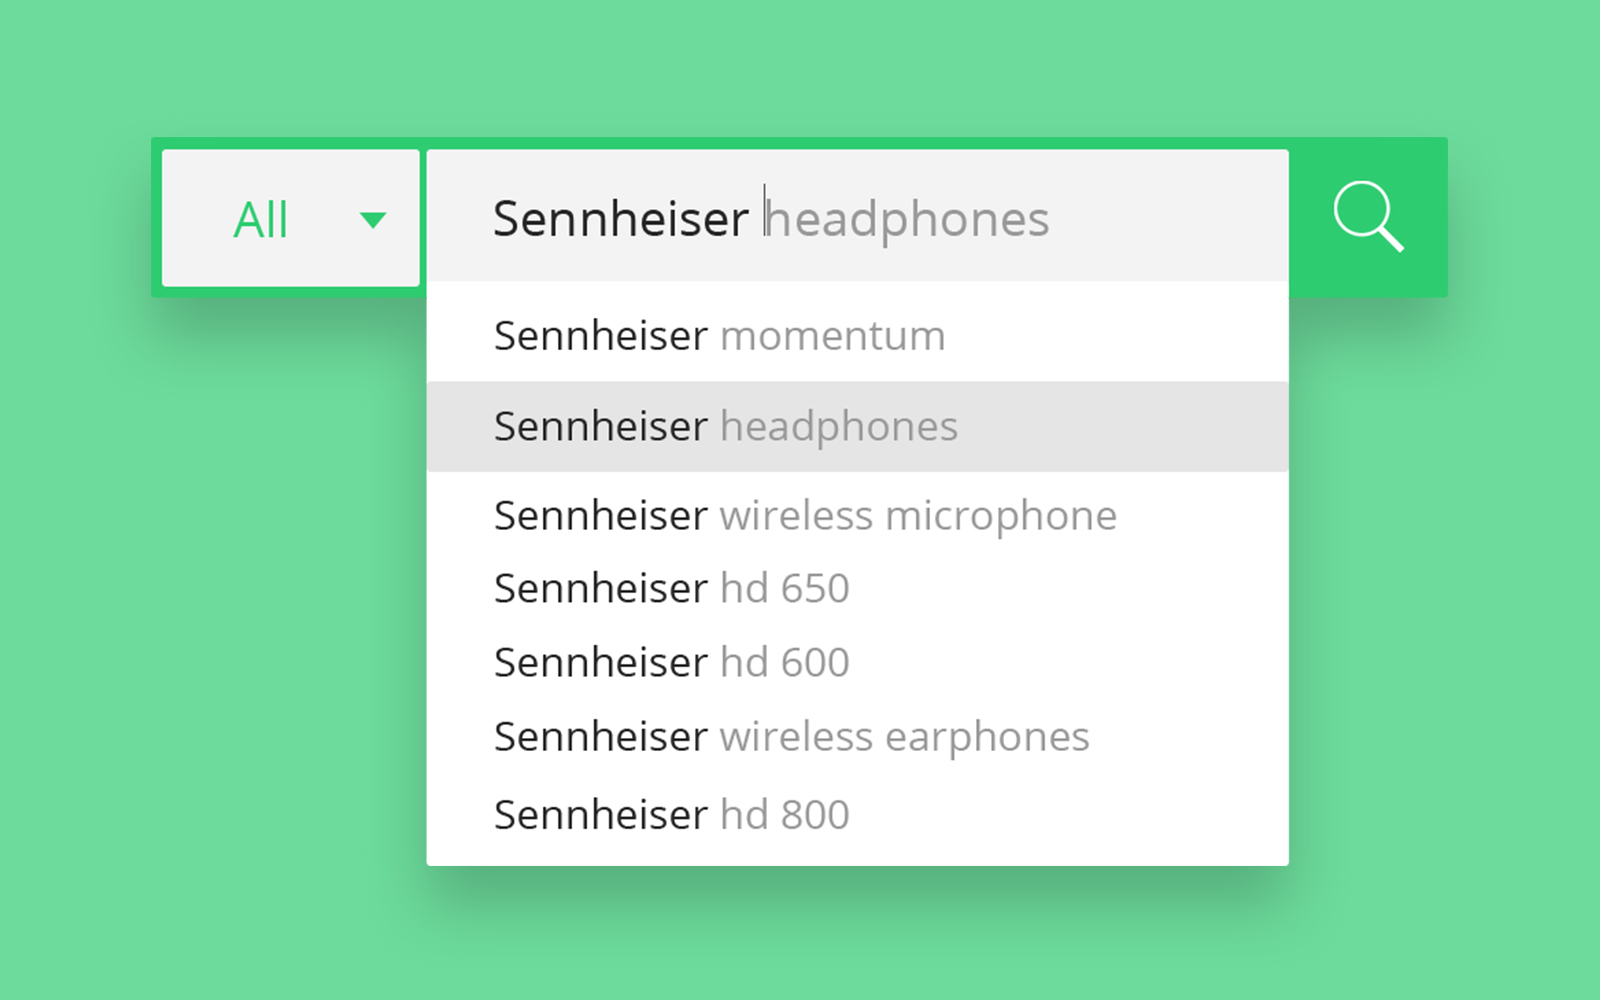 All
Sennheiser headphones
Sennheiser momentum
Sennheiser headphones
Sennheiser wireless microphone
Sennheiser hd 650
Sennheiser hd 600
Sennheiser wireless earphones
Sennheiser hd 800